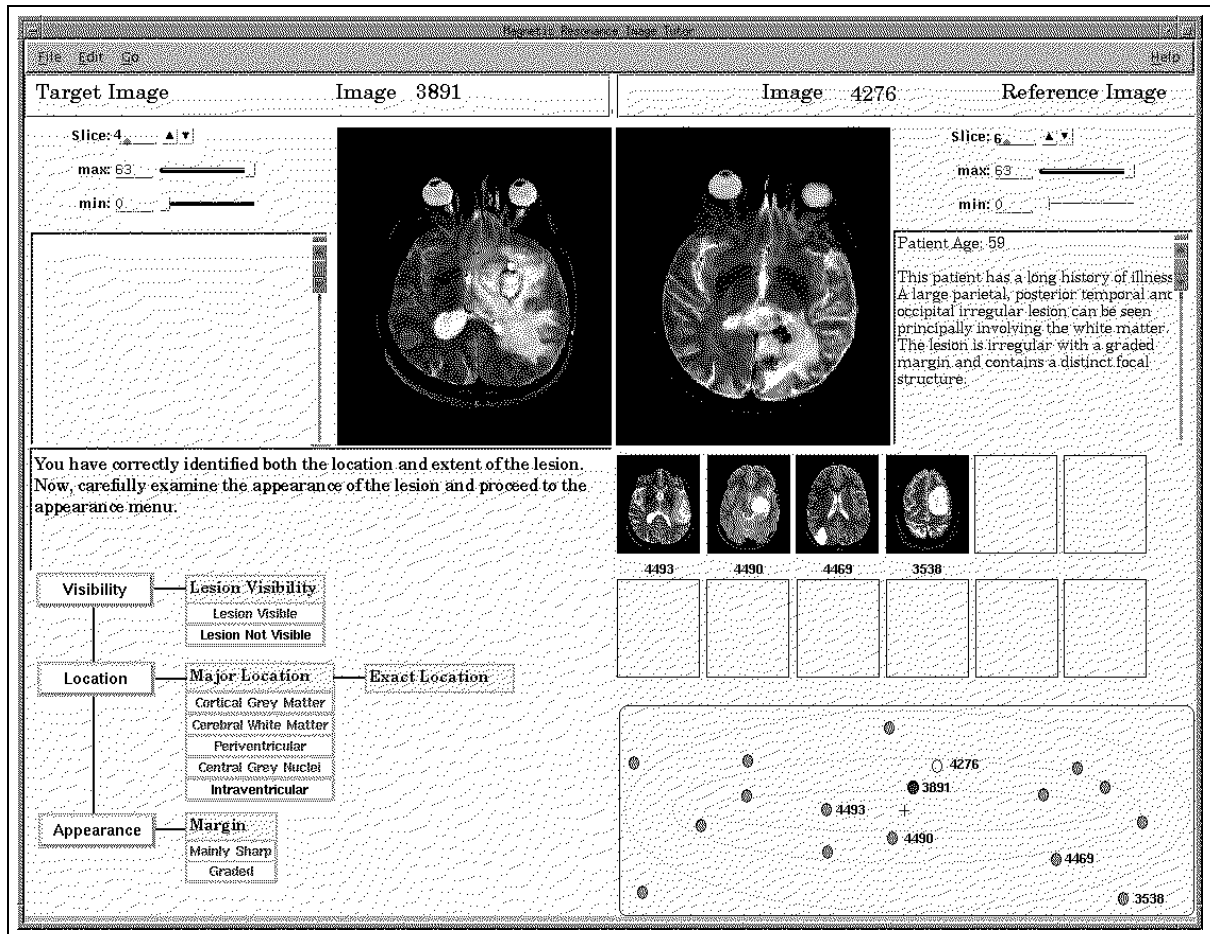 Magnetic Resonance Image Tutor
File Edit Go Help
Target Image Image 3891
Image 4276 Reference Image
Slice: 4
max: 63
min: 0
Slice: 6
max: 63
min: 0
Patient Age: 59
This patient has a long history of illness
A large parietal, posterior temporal and
occipital irregular lesion can be seen
principally involving the white matter.
The lesion is irregular with a graded
margin and contains a distinct focal
structure.
You have correctly identified both the location and extent of the lesion.
Now, carefully examine the appearance of the lesion and proceed to the
appearance menu.
4493 4490 4469 3538
Visibility
Lesion Visibility
Lesion Visible
Lesion Not Visible
Location
Major Location
Exact Location
Cortical Grey Matter
Cerebral White Matter
Periventricular
Central Grey Nuclei
Intraventricular
Appearance
Margin
Mainly Sharp
Graded
4276
3891
4493
4490
4469
3538